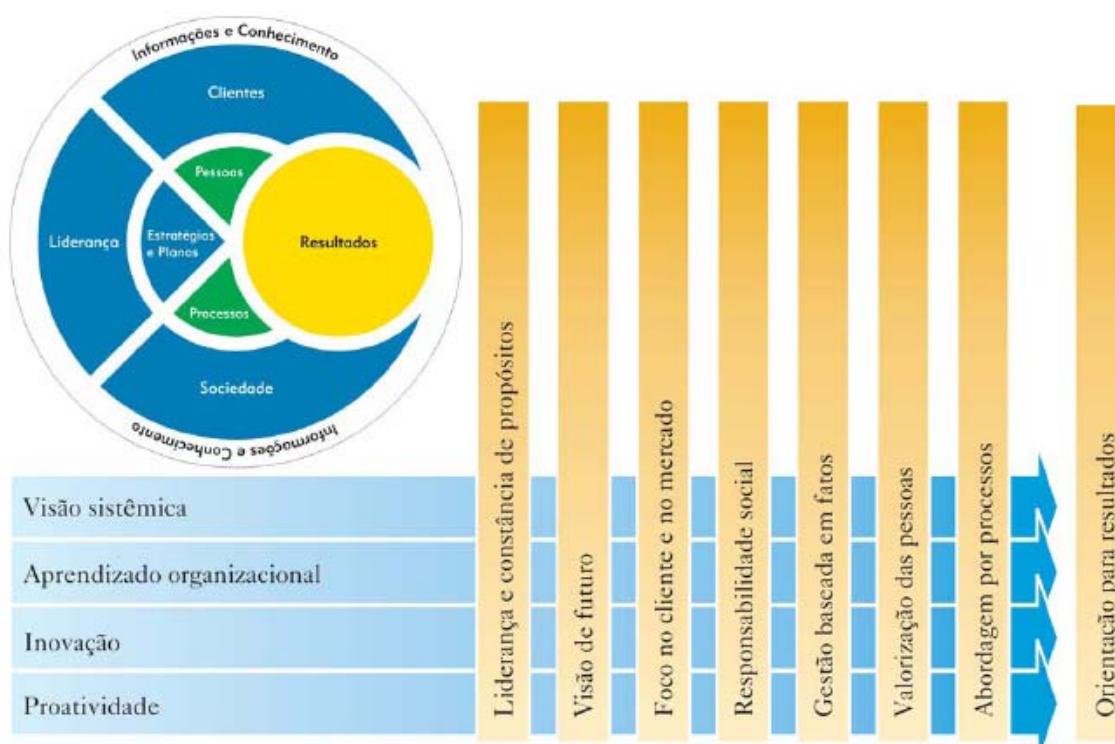 Informações e Conhecimento
Clientes
Pessoas
Liderança
Estratégias
e Planos
Resultados
Processos
Sociedade
Informações e Conhecimento
Visão sistêmica
Aprendizado organizacional
Inovação
Proatividade
Liderança e constância de propósitos
Visão de futuro
Foco no cliente e no mercado
Responsabilidade social
Gestão baseada em fatos
Valorização das pessoas
Abordagem por processos
Orientação para resultados